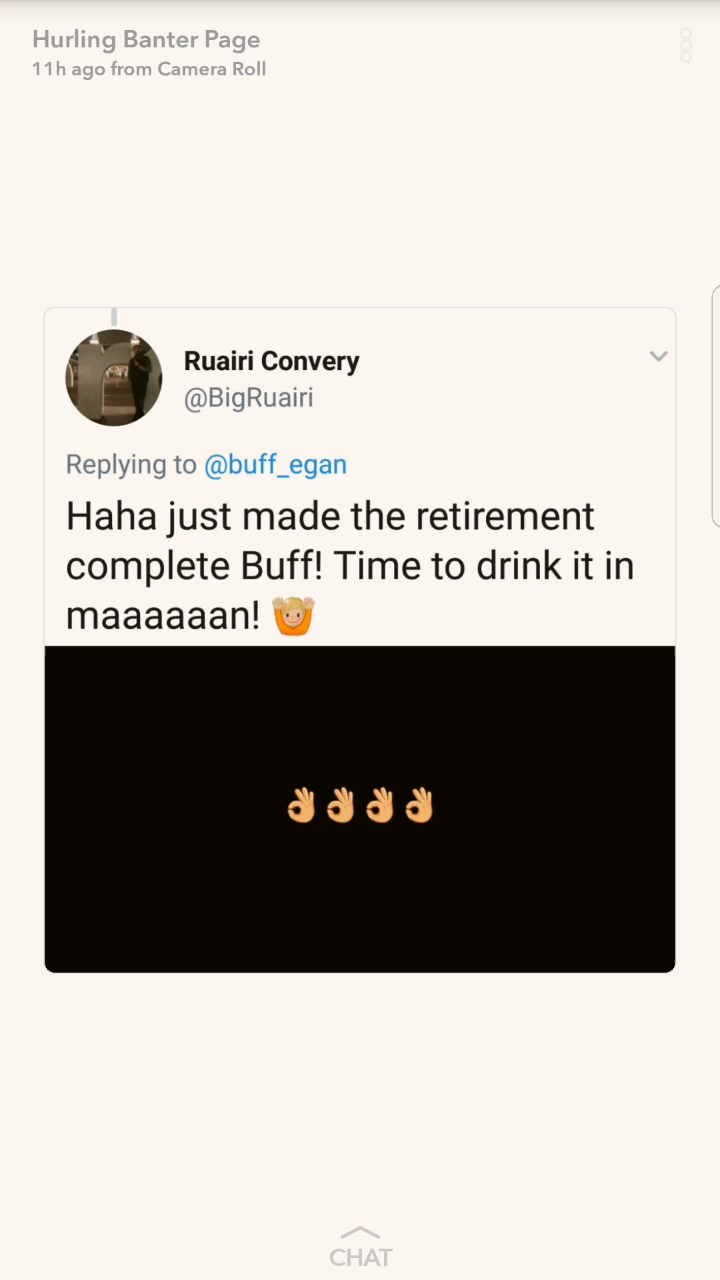 Hurling Banter Page
11h ago from Camera Roll
Ruairi Convery
@BigRuairi
Replying to @buff_egan
Haha just made the retirement
complete Buff! Time to drink it in
maaaaaan! 🙌🏼
👌🏼👌🏼👌🏼👌🏼
CHAT